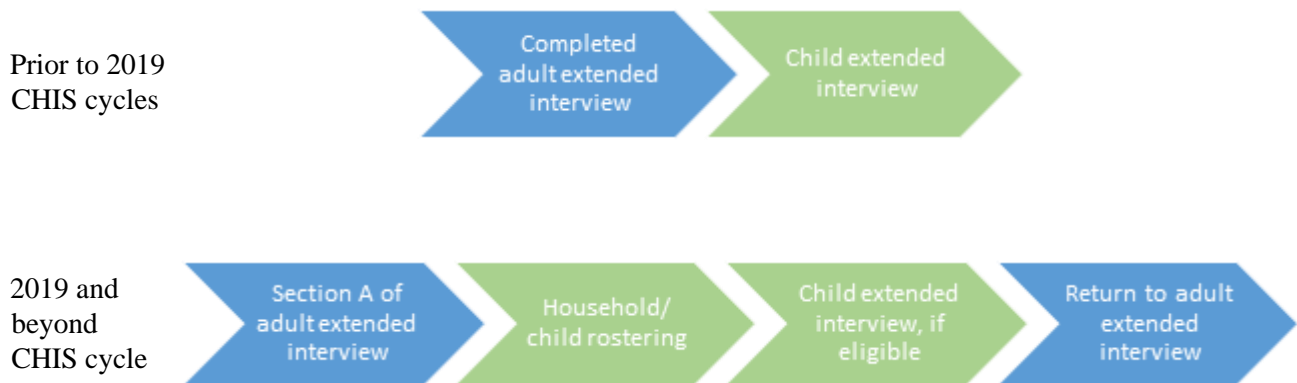 Prior to 2019
CHIS cycles
Completed
adult extended
interview
Child extended
interview
2019 and
beyond
CHIS cycle
Section A of
adult extended
interview
Household/
child rostering
Child extended
interview, if
eligible
Return to adult
extended
interview